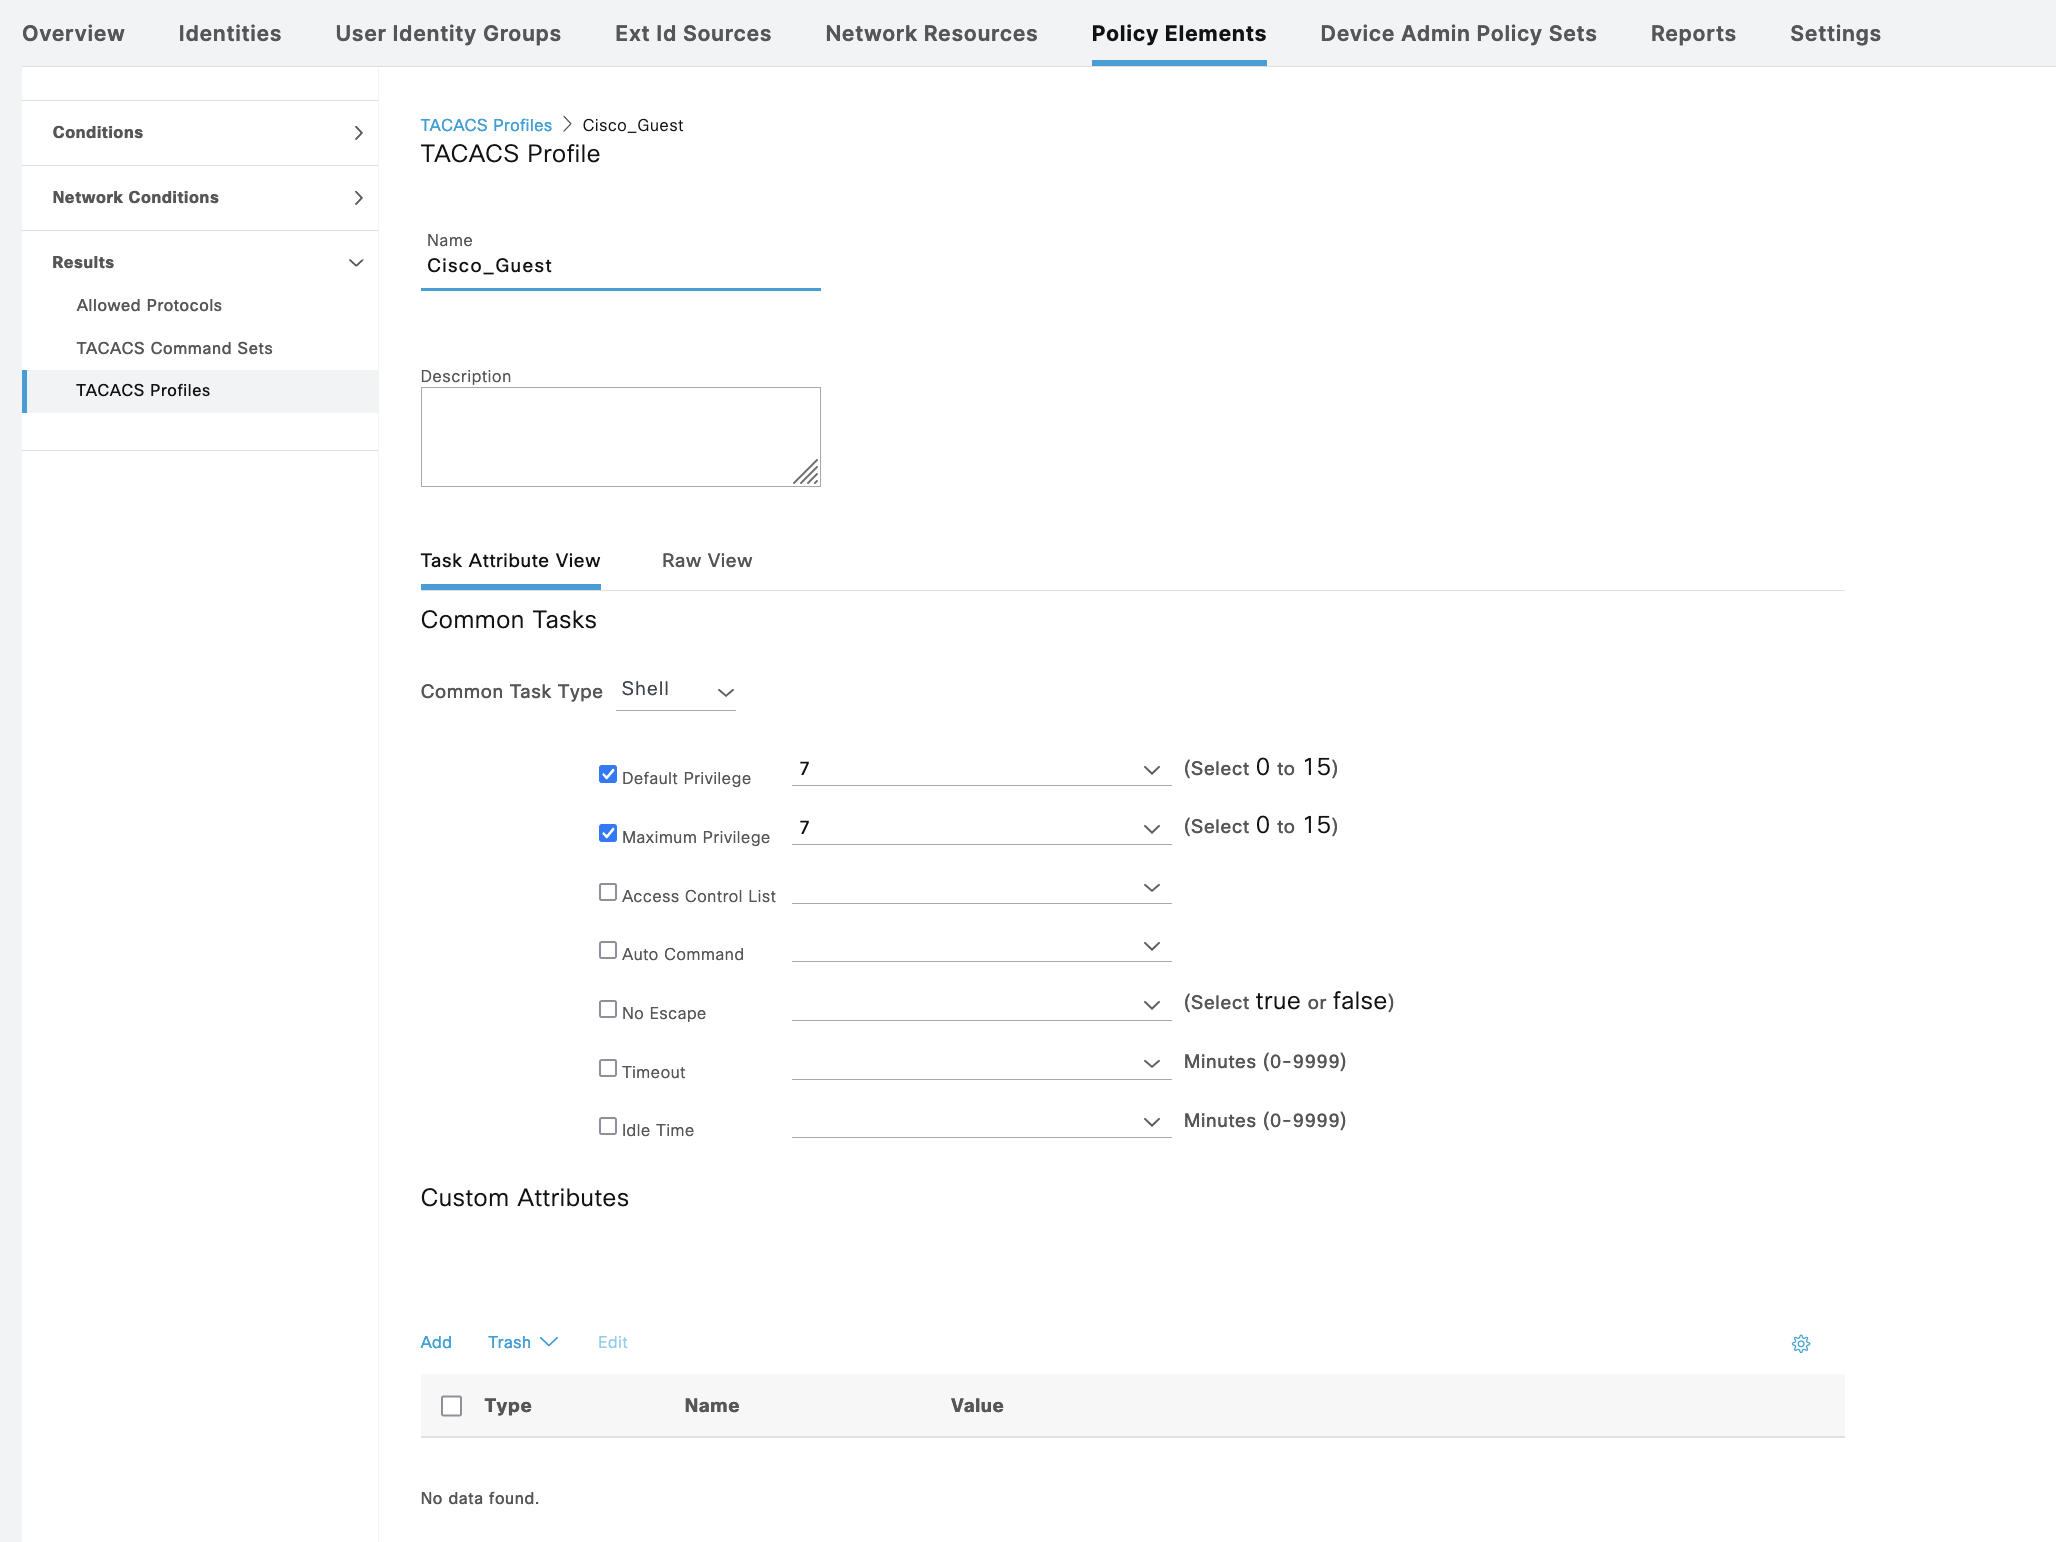 Overview Identities User Identity Groups Ext Id Sources Network Resources Policy Elements Device Admin Policy Sets Reports Settings
Conditions
Network Conditions
Results
Allowed Protocols
TACACS Command Sets
TACACS Profiles
TACACS Profiles > Cisco_Guest
TACACS Profile
Name
Cisco_Guest
Description
Task Attribute View Raw View
Common Tasks
Common Task Type Shell
Default Privilege 7 (Select 0 to 15)
Maximum Privilege 7 (Select 0 to 15)
Access Control List
Auto Command
No Escape (Select true or false)
Timeout Minutes (0-9999)
Idle Time Minutes (0-9999)
Custom Attributes
Add Trash Edit
Type Name Value
No data found.